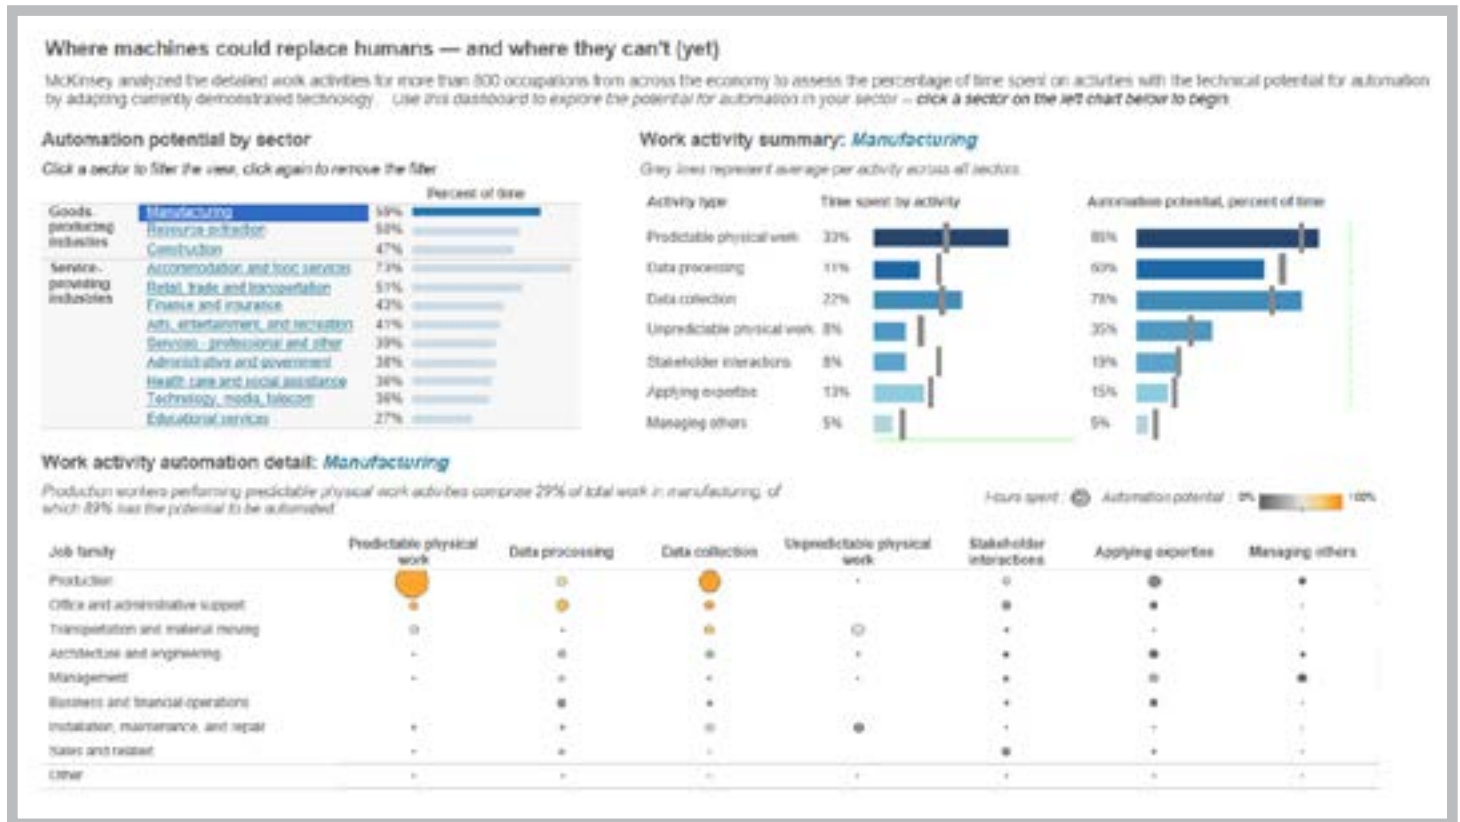 Where machines could replace humans — and where they can't (yet)
McKinsey analyzed the detailed work activities for more than 800 occupations from across the economy to assess the percentage of time spent on activities with the technical potential for automation
by adapting currently demonstrated technology. Use this dashboard to explore the potential for automation in your sector – click a sector on the left chart below to begin
Automation potential by sector
Click a sector to filter the view, click again to remove the filter
Percent of time
Goods-producing industries
Manufacturing
Resource extraction 50%
Construction 47%
Service-providing industries
Accommodation and food services 73%
Retail, trade and transportation 51%
Finance and insurance 43%
Arts, entertainment, and recreation 41%
Services - professional and other 39%
Administrative and government
Health care and social assistance 36%
Technology, media, telecom 36%
Educational services 27%
Work activity summary: Manufacturing
Grey lines represent average per activity across all sectors.
Activity type Time spent by activity Automation potential, percent of time
Predictable physical work 33%
Data processing 11% 60%
Data collection 22% 78%
Unpredictable physical work 8% 35%
Stakeholder interactions 8% 19%
Applying expertise 13% 15%
Managing others 5%
Work activity automation detail: Manufacturing
Production workers performing predictable physical work activities comprise 29% of total work in manufacturing, of
which 89% has the potential to be automated.
Hours spent Automation potential 0% 100%
Job family
Predictable physical work
Data processing
Data collection
Unpredictable physical work
Stakeholder interactions
Applying expertise
Managing others
Production
Office and administrative support
Transportation and material moving
Architecture and engineering
Management
Business and financial operations
Installation, maintenance, and repair
Sales and related
Other